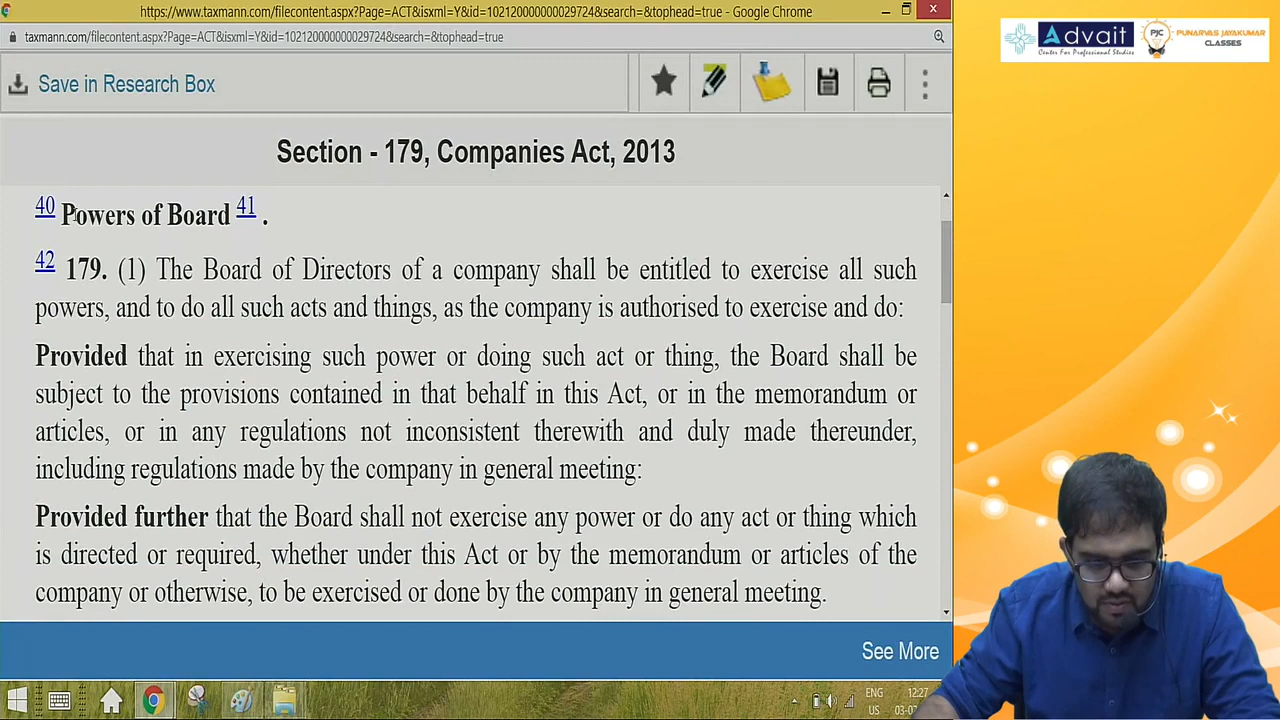 https://www.taxmann.com/filecontent.aspx?Page=ACT&isxml=Y&id=102120000000029724&search=&tophead=true - Google Chrome
taxmann.com/filecontent.aspx?Page=ACT&isxml=Y&id=102120000000029724&search=&tophead=true
Advait
Center For Professional Studies
PJC
PUNARVAS JAYAKUMAR
CLASSES
Save in Research Box
Section - 179, Companies Act, 2013
40 Powers of Board 41 .
42 179. (1) The Board of Directors of a company shall be entitled to exercise all such
powers, and to do all such acts and things, as the company is authorised to exercise and do:
Provided that in exercising such power or doing such act or thing, the Board shall be
subject to the provisions contained in that behalf in this Act, or in the memorandum or
articles, or in any regulations not inconsistent therewith and duly made thereunder,
including regulations made by the company in general meeting:
Provided further that the Board shall not exercise any power or do any act or thing which
is directed or required, whether under this Act or by the memorandum or articles of the
company or otherwise, to be exercised or done by the company in general meeting.
See More
ENG
US
12:27